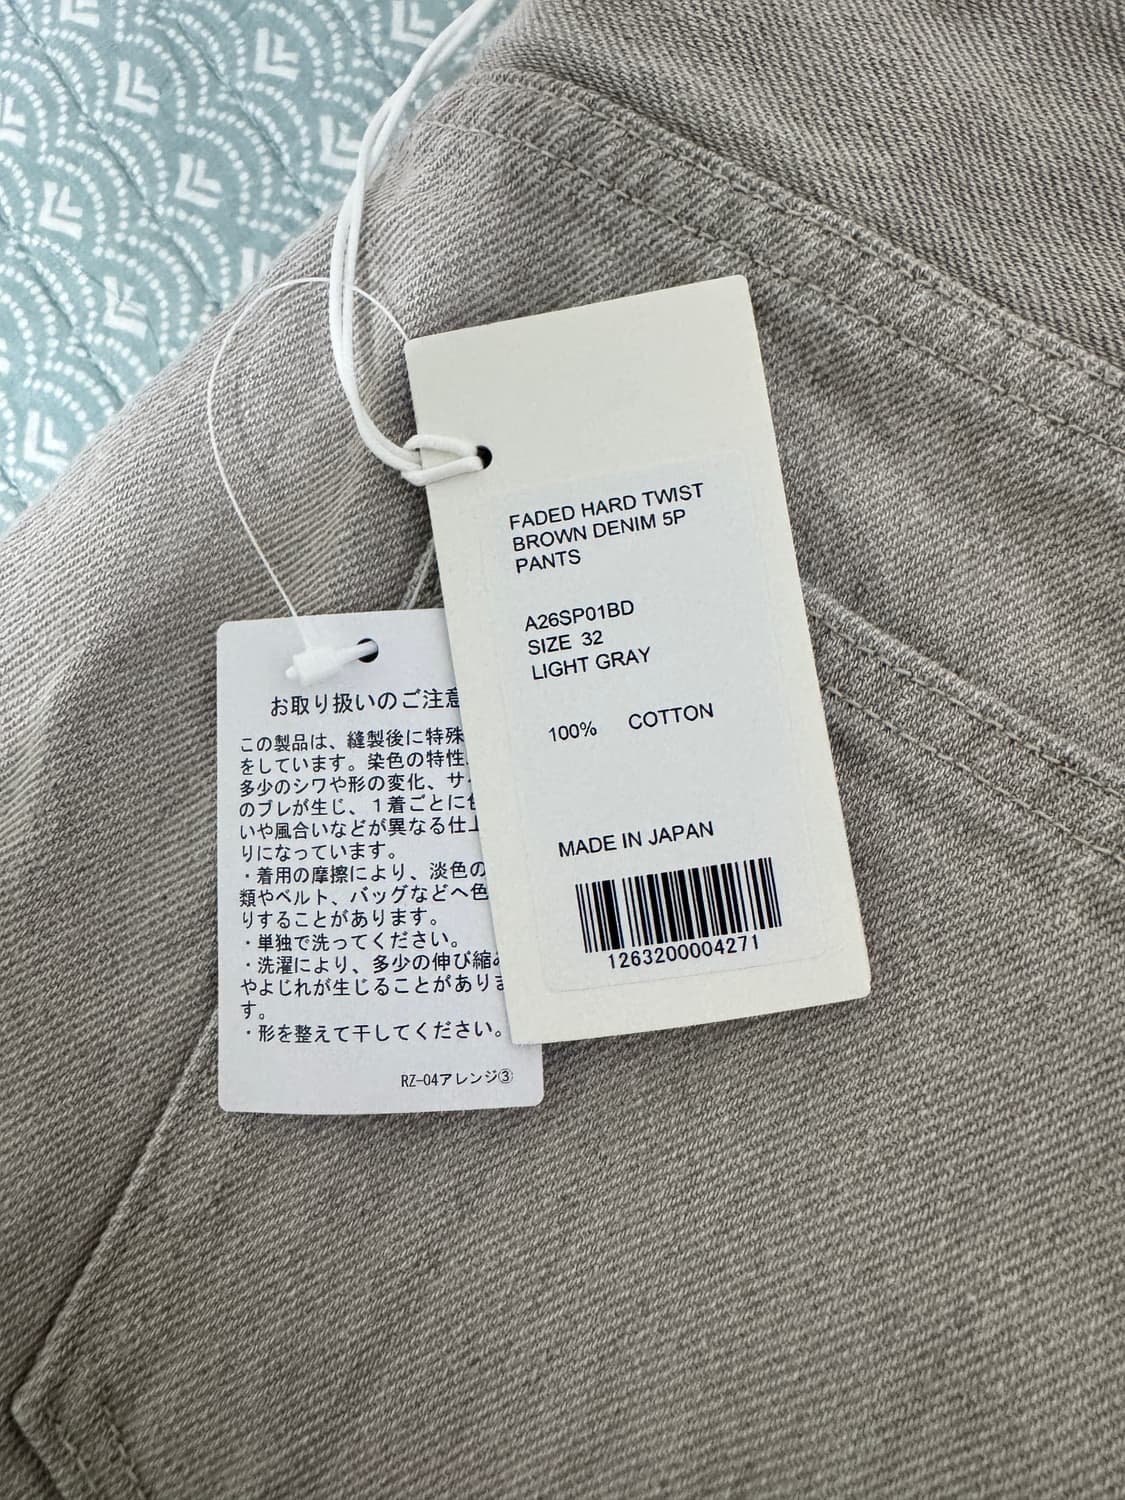 FADED HARD TWIST
BROWN DENIM 5P
PANTS
A26SP01BD
SIZE 32
LIGHT GRAY
100% COTTON
MADE IN JAPAN
1263200004271
お取り扱いのご注意
この製品は、縫製後に特殊
をしています。染色の特性
多少のシワや形の変化、サ
のブレが生じ、１着ごとに色
いや風合いなどが異なる仕上
りになっています。
・着用の摩擦により、淡色の
類やベルト、バッグなどへ色
りすることがあります。
・単独で洗ってください。
・洗濯により、多少の伸び縮み
やよじれが生じることがありま
す。
・形を整えて干してください。
RZ-04アレンジ③